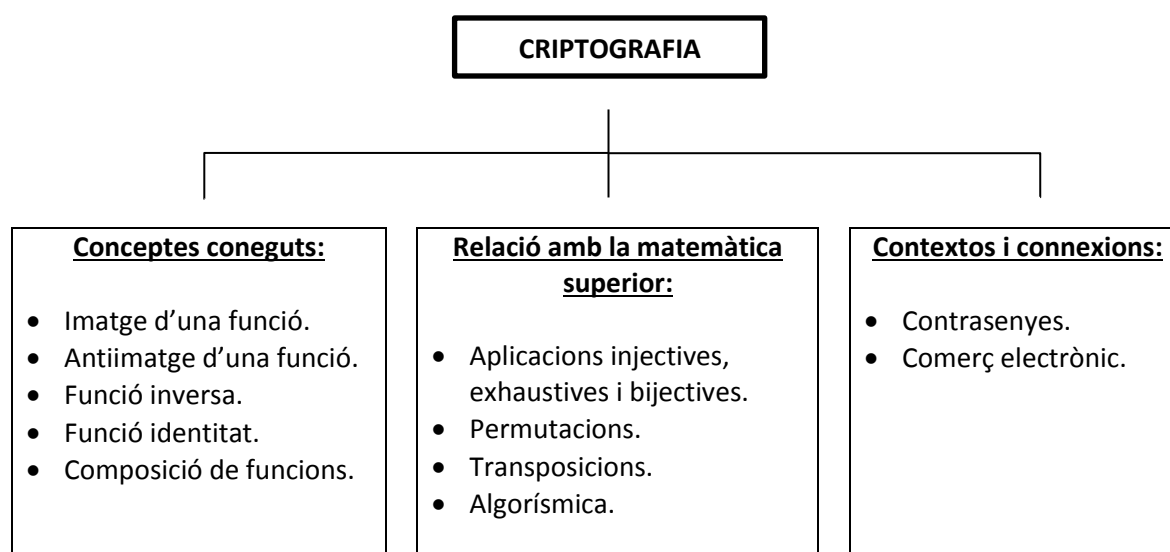 CRIPTOGRAFIA
Conceptes coneguts:
• Imatge d’una funció.
• Antiimatge d’una funció.
• Funció inversa.
• Funció identitat.
• Composició de funcions.
Relació amb la matemàtica
superior:
• Aplicacions injectives,
exhaustives i bijectives.
• Permutacions.
• Transposicions.
• Algorísmica.
Contextos i connexions:
• Contrasenyes.
• Comerç electrònic.